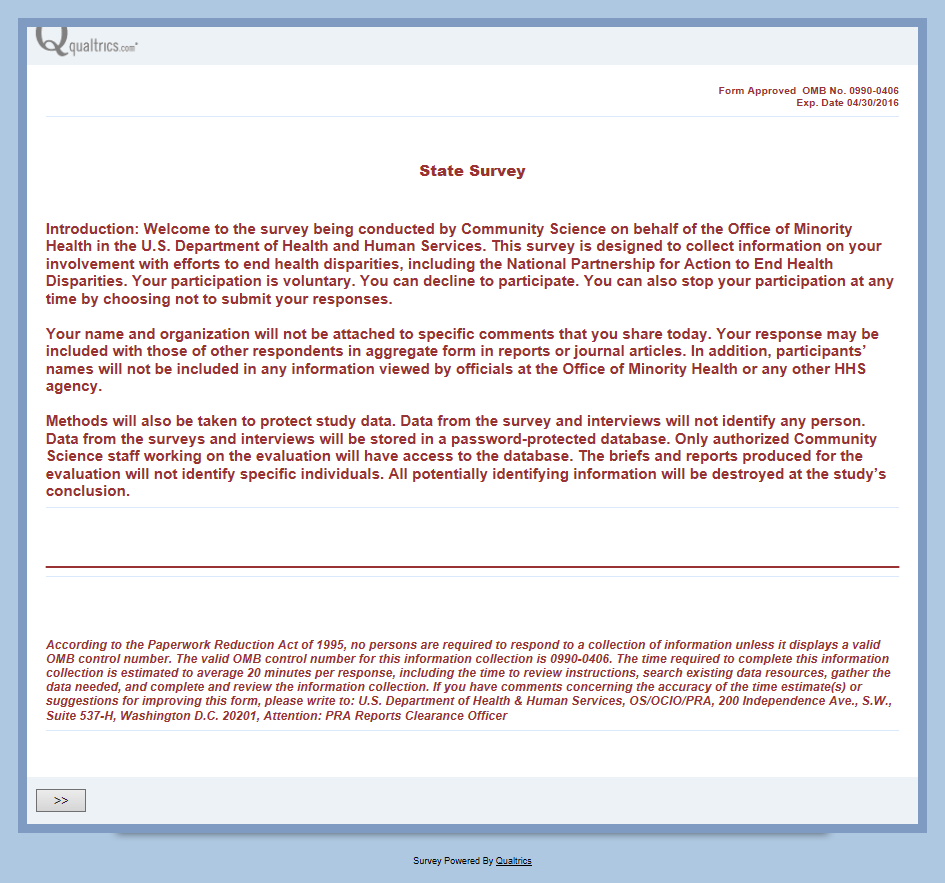 Qualtrics.com
Form Approved OMB No. 0990-0406
Exp. Date 04/30/2016
State Survey
Introduction: Welcome to the survey being conducted by Community Science on behalf of the Office of Minority
Health in the U.S. Department of Health and Human Services. This survey is designed to collect information on your
involvement with efforts to end health disparities, including the National Partnership for Action to End Health
Disparities. Your participation is voluntary. You can decline to participate. You can also stop your participation at any
time by choosing not to submit your responses.
Your name and organization will not be attached to specific comments that you share today. Your response may be
included with those of other respondents in aggregate form in reports or journal articles. In addition, participants’
names will not be included in any information viewed by officials at the Office of Minority Health or any other HHS
agency.
Methods will also be taken to protect study data. Data from the survey and interviews will not identify any person.
Data from the surveys and interviews will be stored in a password-protected database. Only authorized Community
Science staff working on the evaluation will have access to the database. The briefs and reports produced for the
evaluation will not identify specific individuals. All potentially identifying information will be destroyed at the study’s
conclusion.
According to the Paperwork Reduction Act of 1995, no persons are required to respond to a collection of information unless it displays a valid
OMB control number. The valid OMB control number for this information collection is 0990-0406. The time required to complete this information
collection is estimated to average 20 minutes per response, including the time to review instructions, search existing data resources, gather the
data needed, and complete and review the information collection. If you have comments concerning the accuracy of the time estimate(s) or
suggestions for improving this form, please write to: U.S. Department of Health & Human Services, OS/OCIO/PRA, 200 Independence Ave., S.W.,
Suite 537-H, Washington D.C. 20201, Attention: PRA Reports Clearance Officer
>>
Survey Powered By Qualtrics